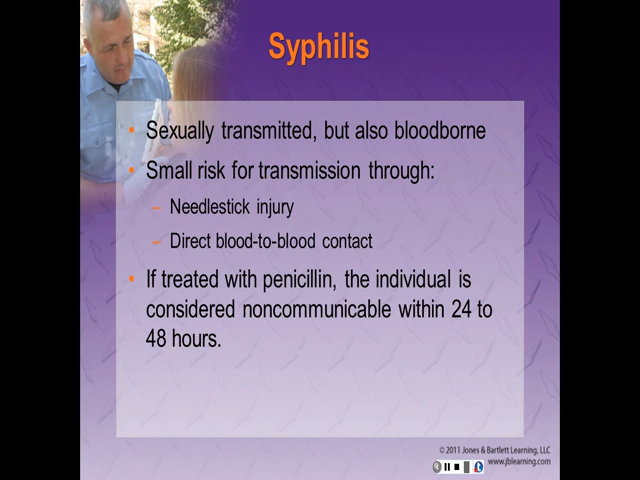 Syphilis
• Sexually transmitted, but also bloodborne
• Small risk for transmission through:
– Needlestick injury
– Direct blood-to-blood contact
• If treated with penicillin, the individual is
considered noncommunicable within 24 to
48 hours.
© 2011 Jones & Bartlett Learning, LLC
www.jblearning.com